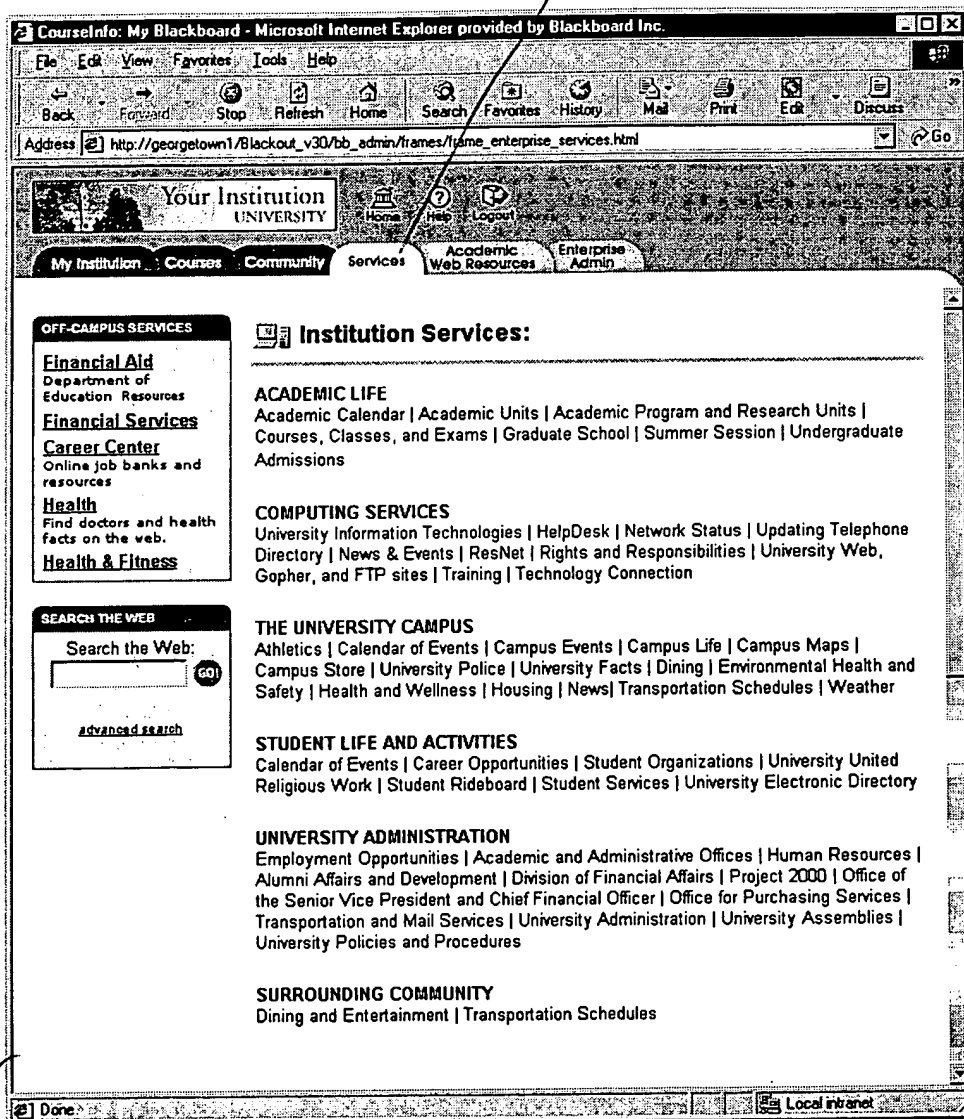 CourseInfo: My Blackboard - Microsoft Internet Explorer provided by Blackboard Inc.
File Edit View Favorites Tools Help
Back Forward Stop Refresh Home Search Favorites History Mail Print Edit Discuss
Address http://georgetown1/Blackout_v30/bb_admin/frames/frame_enterprise_services.html Go
Your Institution
UNIVERSITY
Home Help Logout
My Institution Courses Community Services Academic Web Resources Enterprise Admin
OFF-CAMPUS SERVICES
Financial Aid
Department of
Education Resources
Financial Services
Career Center
Online job banks and
resources
Health
Find doctors and health
facts on the web.
Health & Fitness
SEARCH THE WEB
Search the Web:
GO!
advanced search
Institution Services:
ACADEMIC LIFE
Academic Calendar | Academic Units | Academic Program and Research Units |
Courses, Classes, and Exams | Graduate School | Summer Session | Undergraduate
Admissions
COMPUTING SERVICES
University Information Technologies | HelpDesk | Network Status | Updating Telephone
Directory | News & Events | ResNet | Rights and Responsibilities | University Web,
Gopher, and FTP sites | Training | Technology Connection
THE UNIVERSITY CAMPUS
Athletics | Calendar of Events | Campus Events | Campus Life | Campus Maps |
Campus Store | University Police | University Facts | Dining | Environmental Health and
Safety | Health and Wellness | Housing | News| Transportation Schedules | Weather
STUDENT LIFE AND ACTIVITIES
Calendar of Events | Career Opportunities | Student Organizations | University United
Religious Work | Student Rideboard | Student Services | University Electronic Directory
UNIVERSITY ADMINISTRATION
Employment Opportunities | Academic and Administrative Offices | Human Resources |
Alumni Affairs and Development | Division of Financial Affairs | Project 2000 | Office of
the Senior Vice President and Chief Financial Officer | Office for Purchasing Services |
Transportation and Mail Services | University Administration | University Assemblies |
University Policies and Procedures
SURROUNDING COMMUNITY
Dining and Entertainment | Transportation Schedules
Done Local intranet